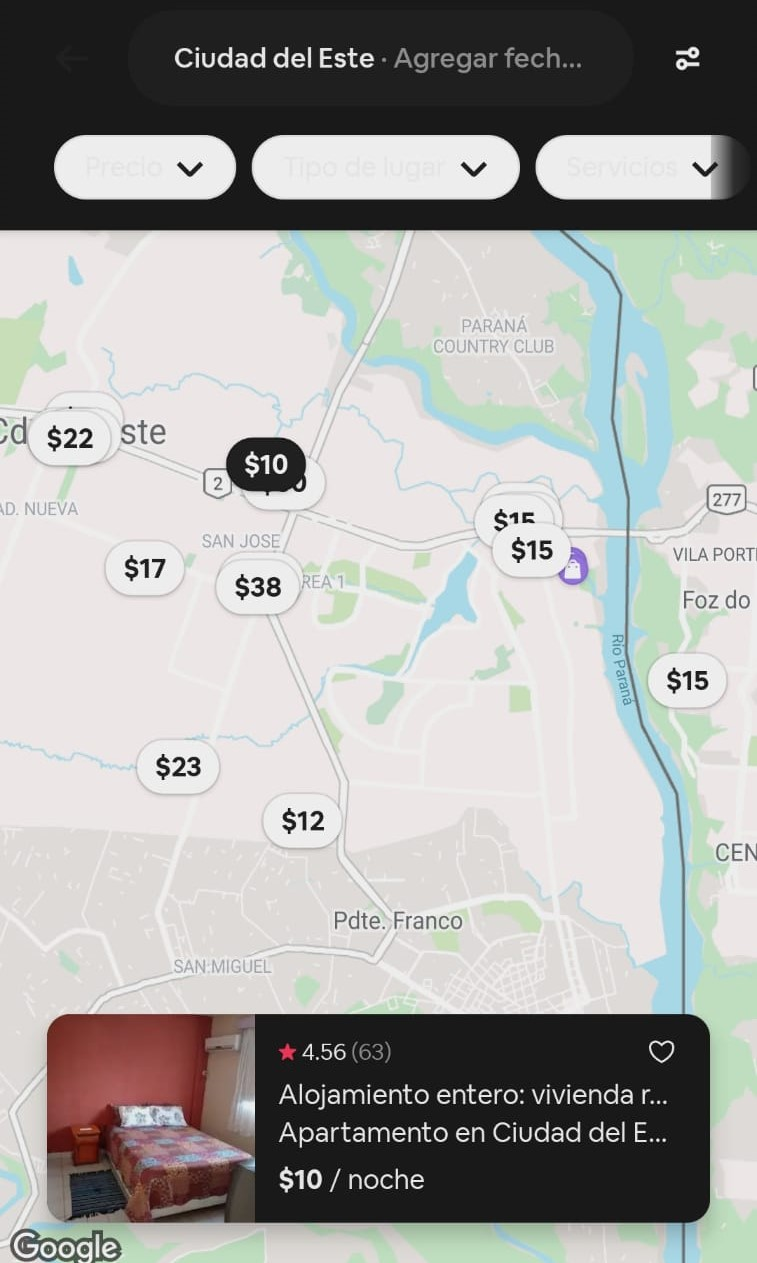 Ciudad del Este · Agregar fech...
Precio
Tipo de lugar
Servicios
PARANÁ
COUNTRY CLUB
Cd
ste
$22
$10
2
277
$15
AD. NUEVA
SAN JOSE
$15
VILA PORT
$17
$38
REA 1
Foz do
Rio Paraná
$15
$23
$12
CEN
Pdte. Franco
SAN MIGUEL
4.56 (63)
Alojamiento entero: vivienda r...
Apartamento en Ciudad del E...
$10 / noche
Google